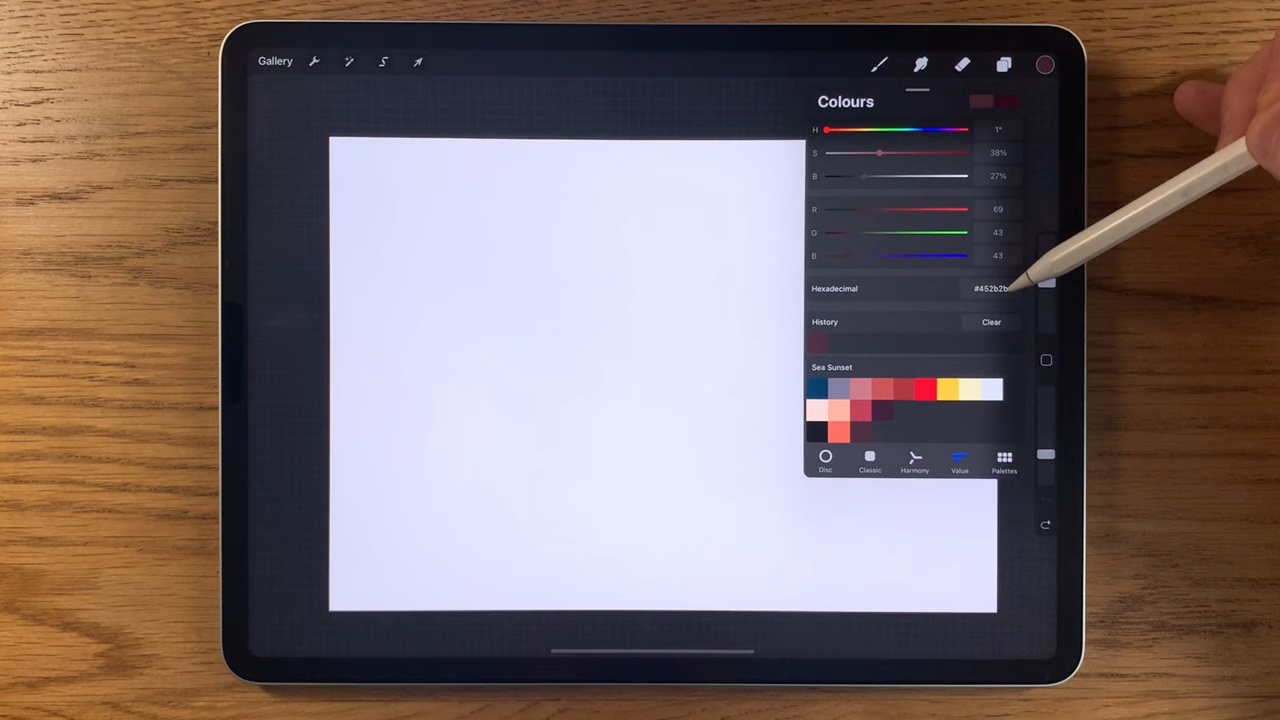 Gallery
Colours
H 1°
S 38%
B 27%
R 69
G 43
B 43
Hexadecimal #452b2b
History Clear
Sea Sunset
Disc Classic Harmony Value Palettes